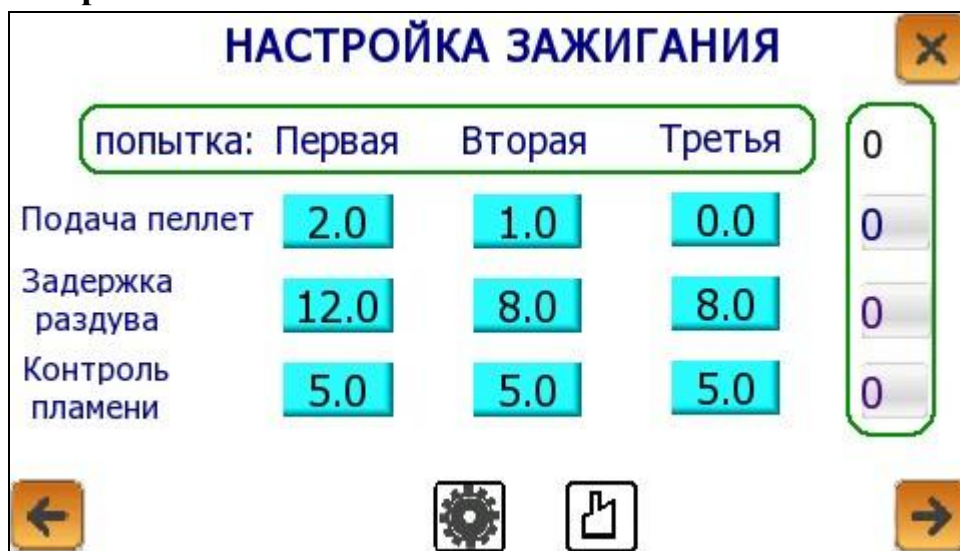 НАСТРОЙКА ЗАЖИГАНИЯ
попытка: Первая Вторая Третья 0
Подача пеллет 2.0 1.0 0.0 0
Задержка
раздува 12.0 8.0 8.0 0
Контроль
пламени 5.0 5.0 5.0 0